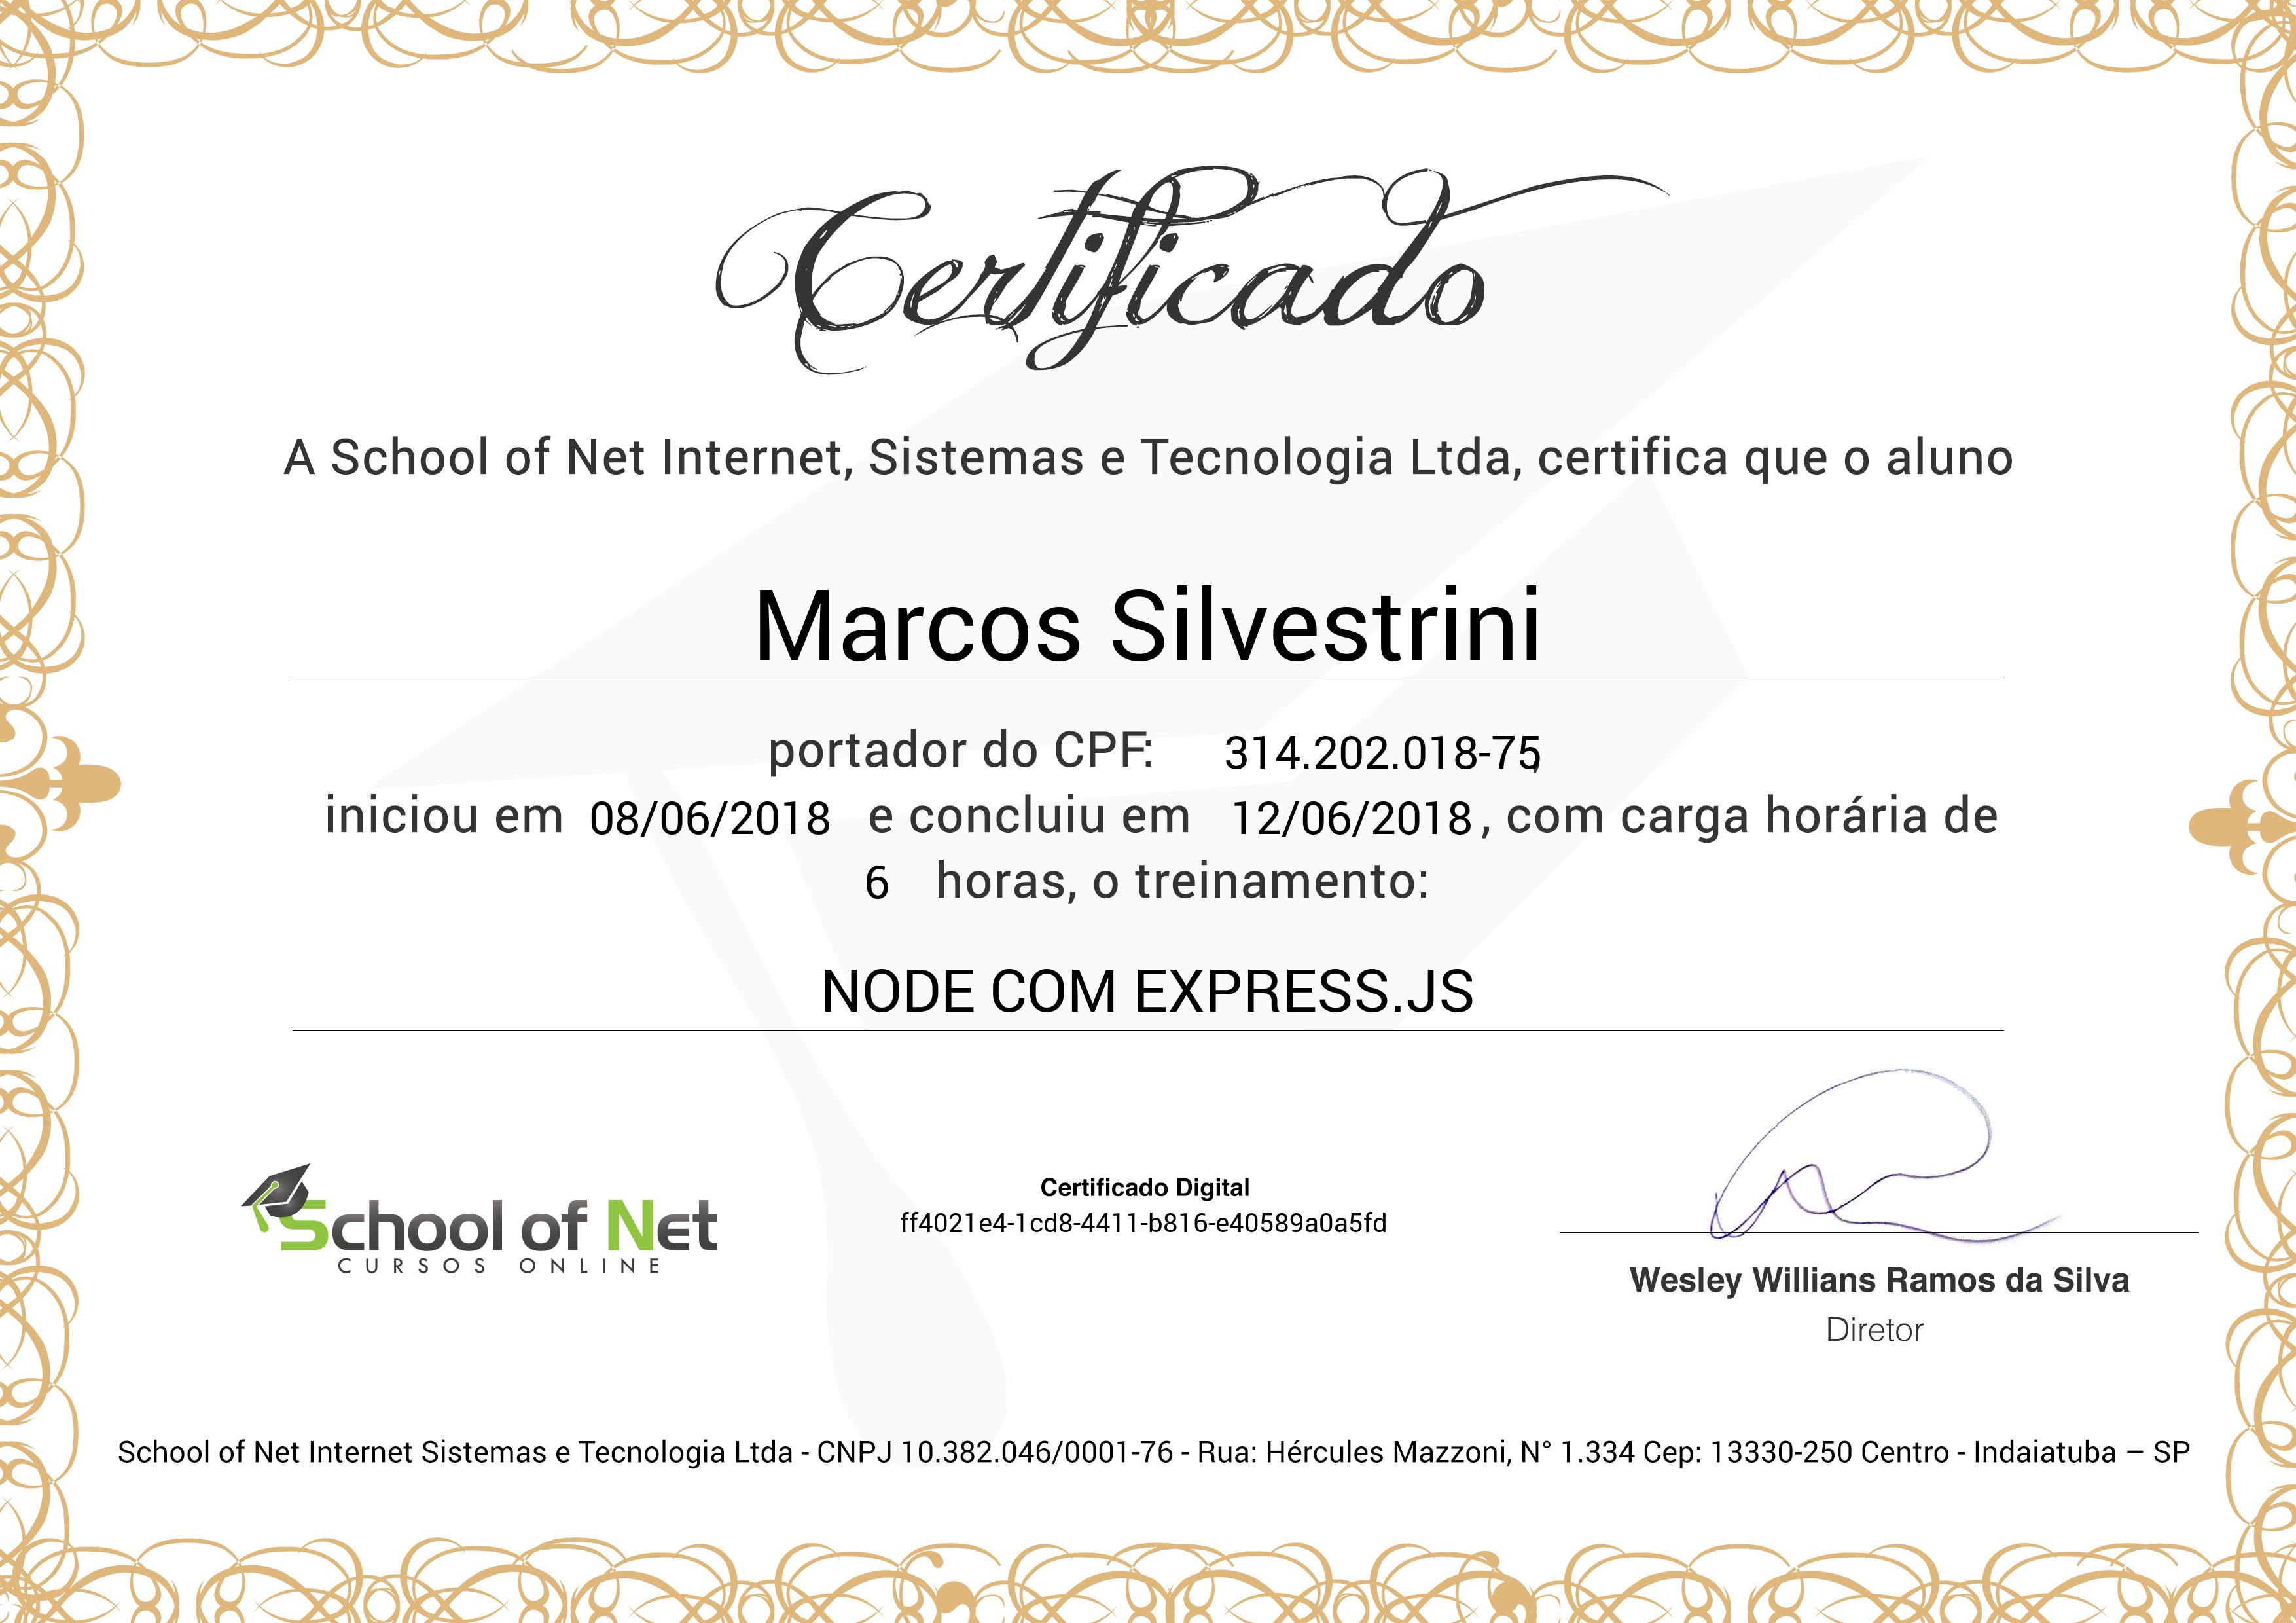 Certificado
A School of Net Internet, Sistemas e Tecnologia Ltda, certifica que o aluno
Marcos Silvestrini
portador do CPF: 314.202.018-75,
iniciou em 08/06/2018 e concluiu em 12/06/2018, com carga horária de
6 horas, o treinamento:
NODE COM EXPRESS.JS
School of Net
CURSOS ONLINE
Certificado Digital
ff4021e4-1cd8-4411-b816-e40589a0a5fd
Wesley Willians Ramos da Silva
Diretor
School of Net Internet Sistemas e Tecnologia Ltda - CNPJ 10.382.046/0001-76 - Rua: Hércules Mazzoni, N° 1.334 Cep: 13330-250 Centro - Indaiatuba – SP